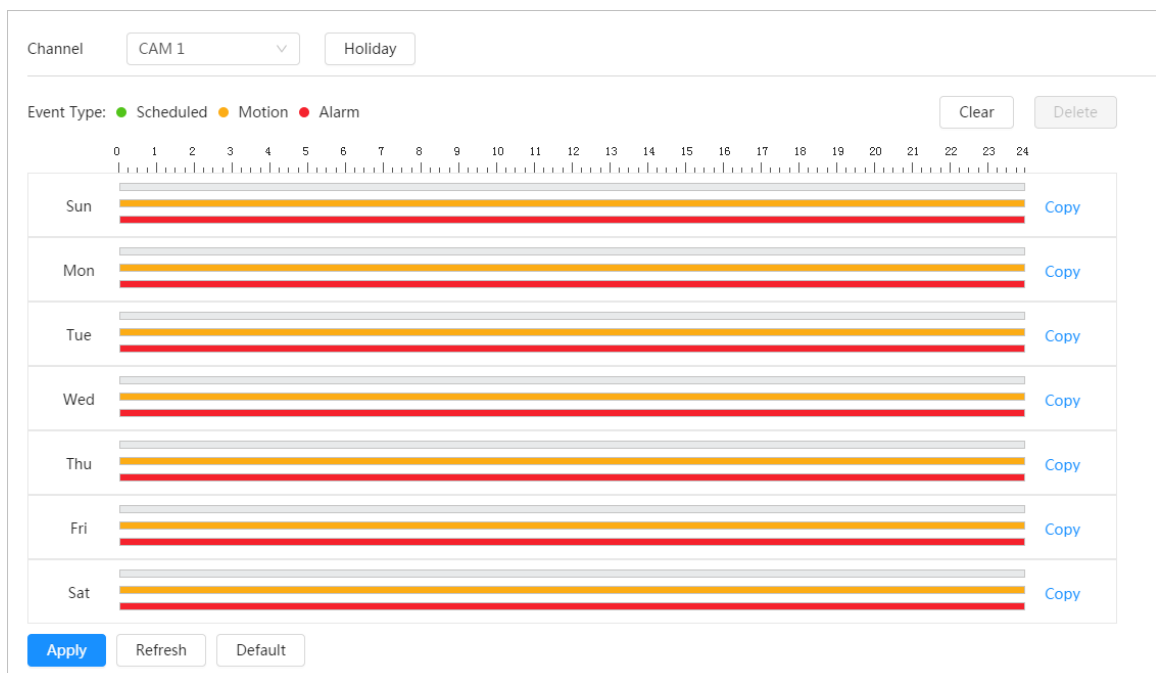 Channel CAM 1 Holiday
Event Type: Scheduled Motion Alarm Clear Delete
0 1 2 3 4 5 6 7 8 9 10 11 12 13 14 15 16 17 18 19 20 21 22 23 24
Sun Copy
Mon Copy
Tue Copy
Wed Copy
Thu Copy
Fri Copy
Sat Copy
Apply Refresh Default